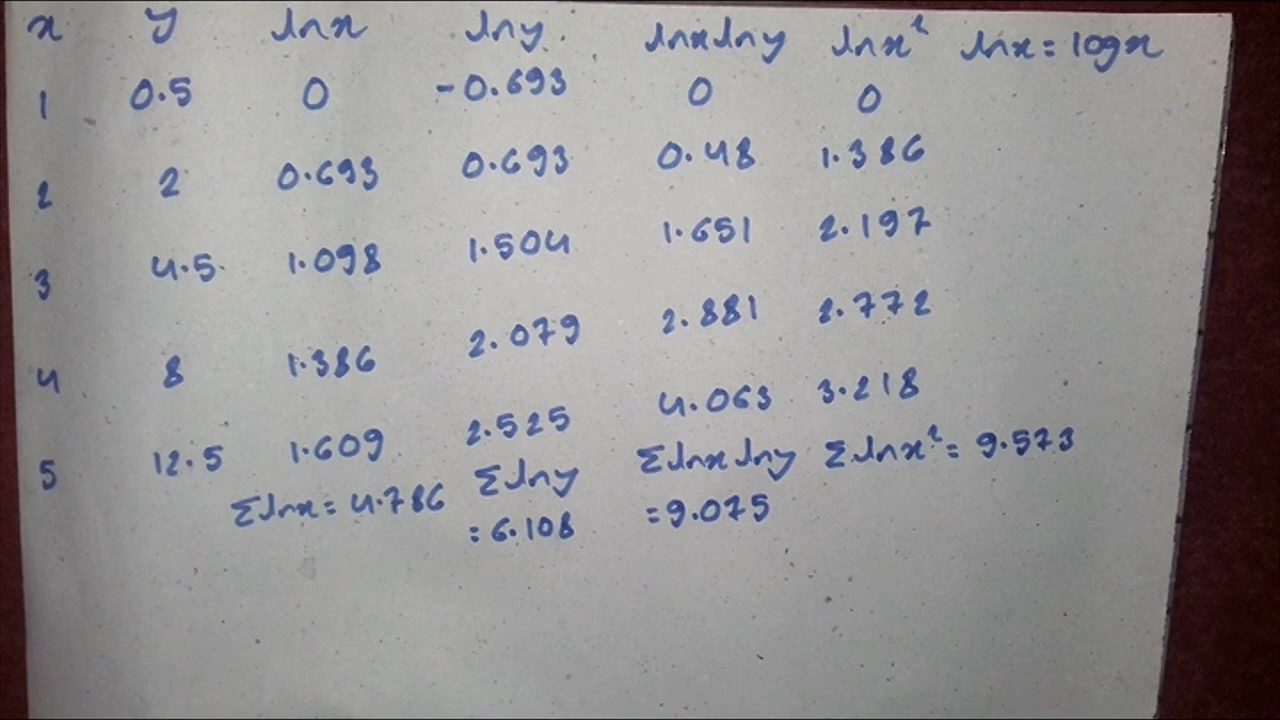 x y lnx lny lnxlny lnx² lnx = logx
1 0.5 0 -0.693 0 0
2 2 0.693 0.693 0.48 1.386
3 4.5 1.098 1.504 1.651 2.197
4 8 1.386 2.079 2.881 2.772
5 12.5 1.609 2.525 4.063 3.218
Σlnx = 4.786 Σlny Σlnxlny Σlnx² = 9.573
= 6.108 = 9.075